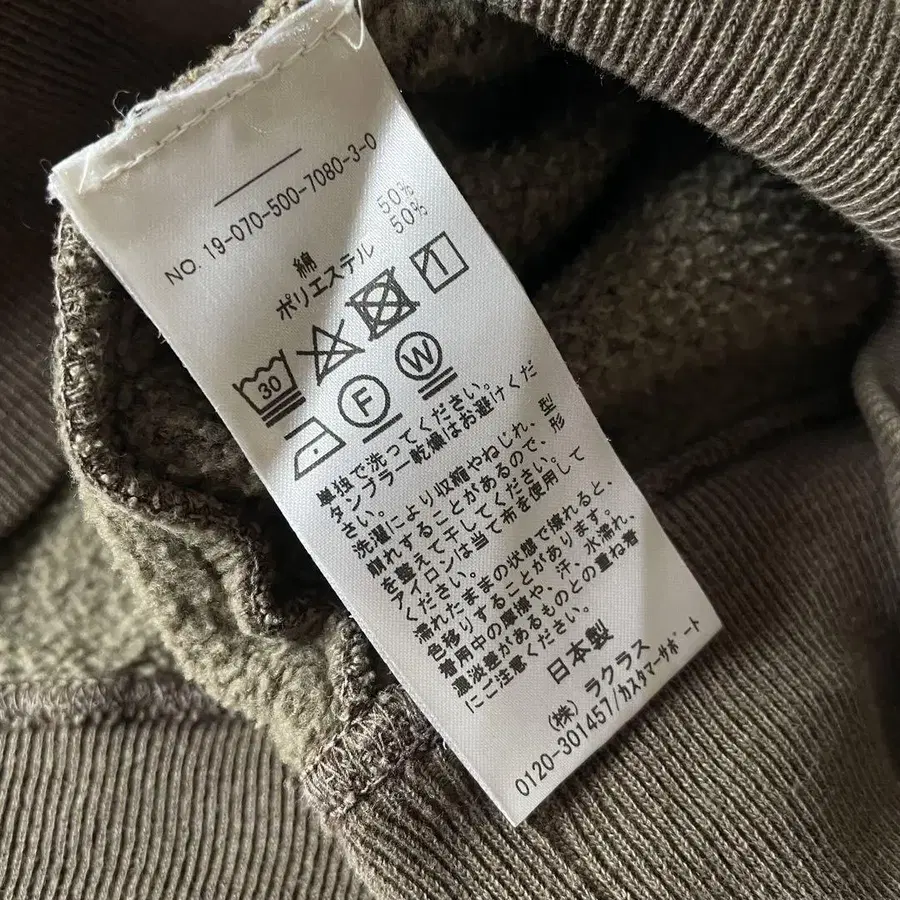 NO. 19-070-500-7080-3-0
綿 50%
ポリエステル 50%
30
F W
単独で洗ってください。
タンブラー乾燥はお避けくだ
さい。
洗濯により収縮やねじれ、型
崩れすることがあるので、形
を整えて干してください。
アイロンは当て布を使用して
ください。
濡れたままの状態で擦れると、
色移りすることがあります。
着用中の摩擦や、汗、水濡れ、
濃淡差があるものとの重ね着
にご注意ください。
日本製
(株) ラクラス
0120-301457/カスタマーサポート